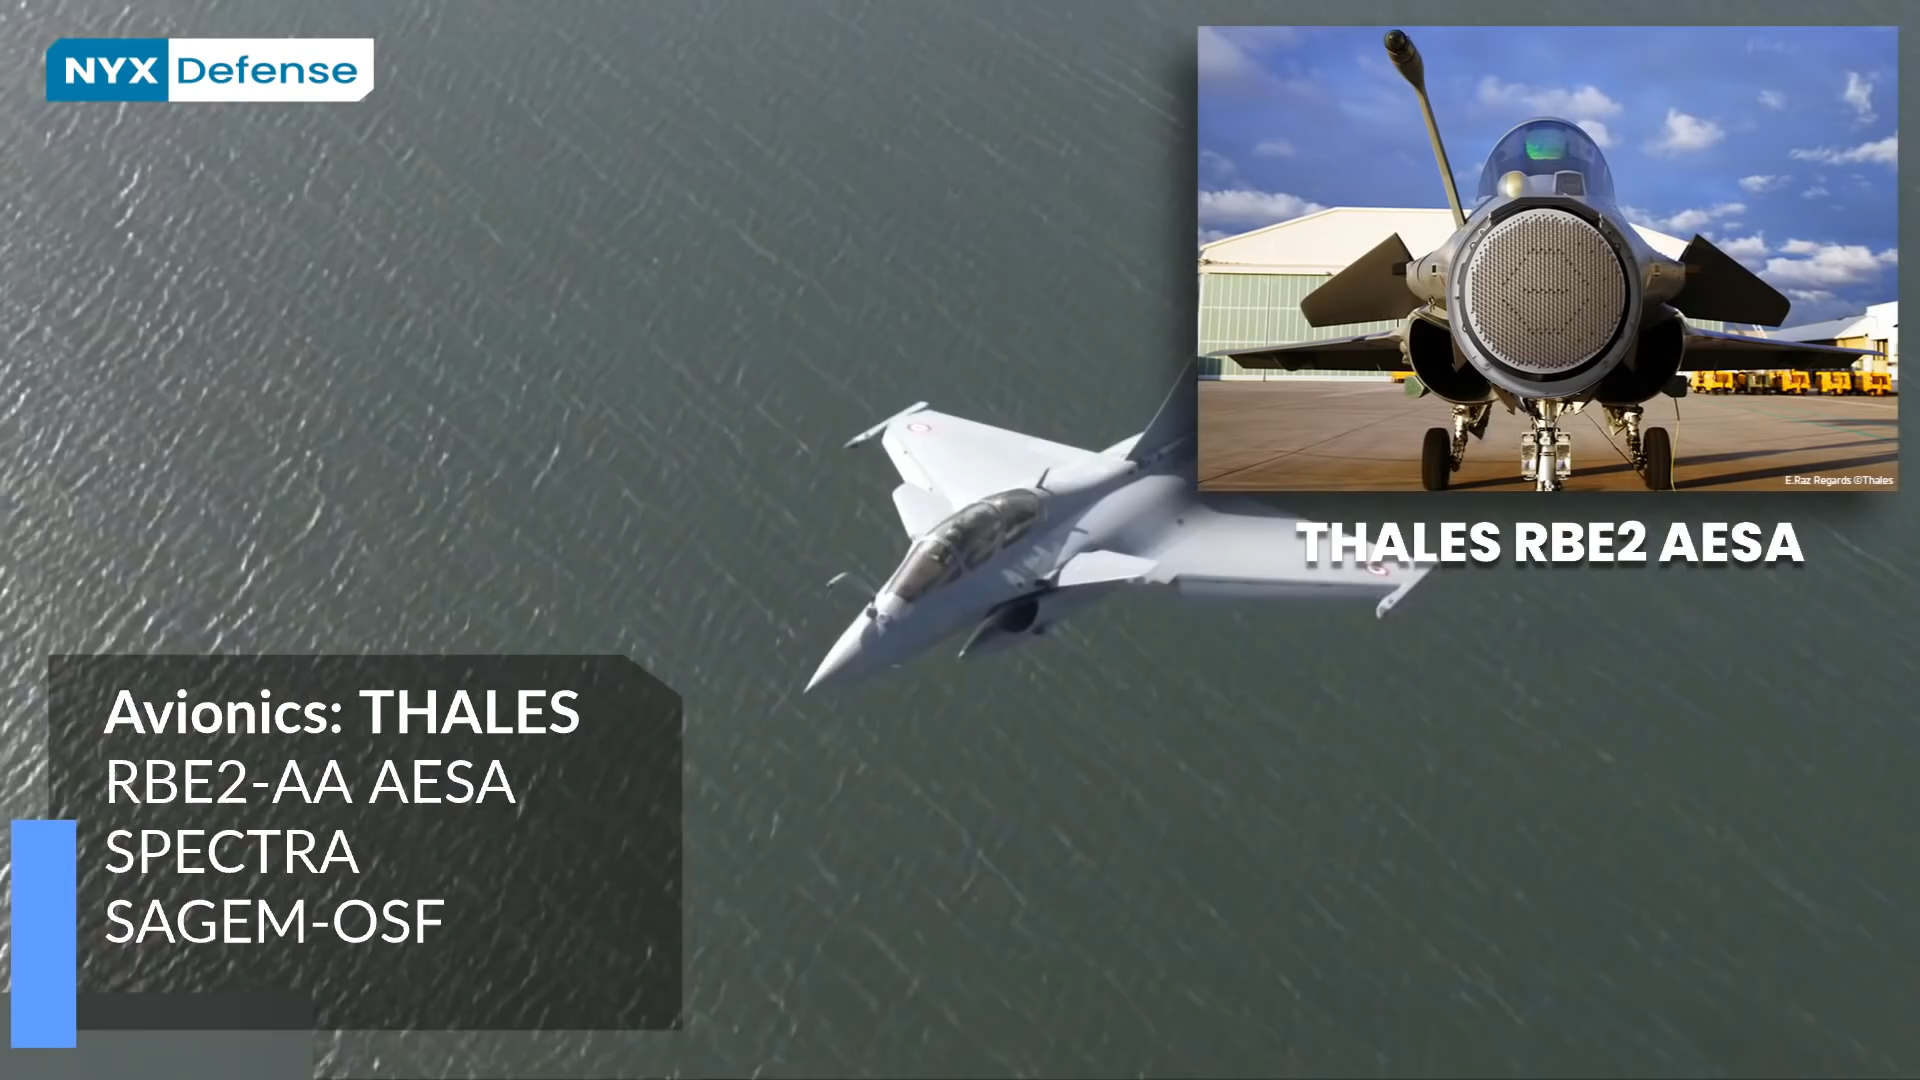 NYX Defense
E.Raz Regards ©Thales
THALES RBE2 AESA
Avionics: THALES
RBE2-AA AESA
SPECTRA
SAGEM-OSF